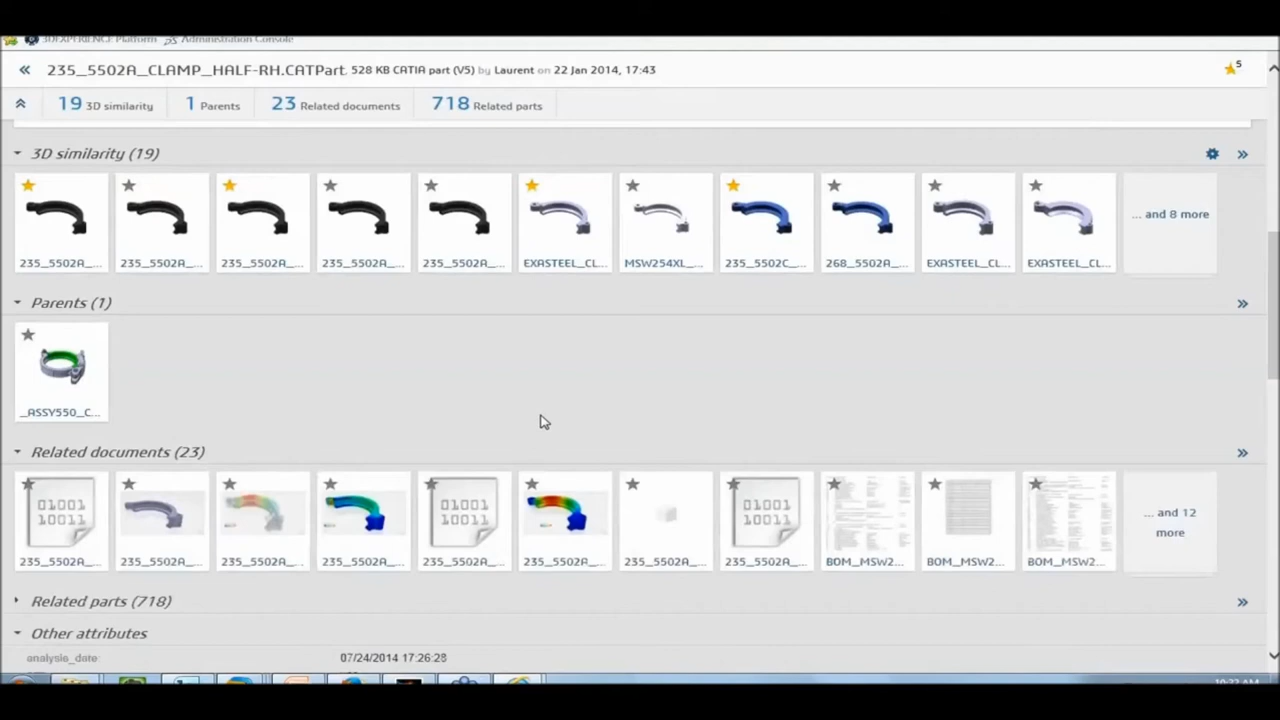 3DEXPERIENCE Platform Administration Console
235_5502A_CLAMP_HALF-RH.CATPart, 528 KB CATIA part (V5) by Laurent on 22 Jan 2014, 17:43
5
19 3D similarity 1 Parents 23 Related documents 718 Related parts
3D similarity (19)
235_5502A_... 235_5502A_... 235_5502A_... 235_5502A_... 235_5502A_... EXASTEEL_CL... MSW254XL_... 235_5502C_... 268_5502A_... EXASTEEL_CL... EXASTEEL_CL...
... and 8 more
Parents (1)
_ASSY550_C...
Related documents (23)
01001 10011 01001 10011 01001 10011
235_5502A_... 235_5502A_... 235_5502A_... 235_5502A_... 235_5502A_... 235_5502A_... 235_5502A_... 235_5502A_... BOM_MSW2... BOM_MSW2... BOM_MSW2...
... and 12
more
Related parts (718)
Other attributes
analysis_date: 07/24/2014 17:26:28